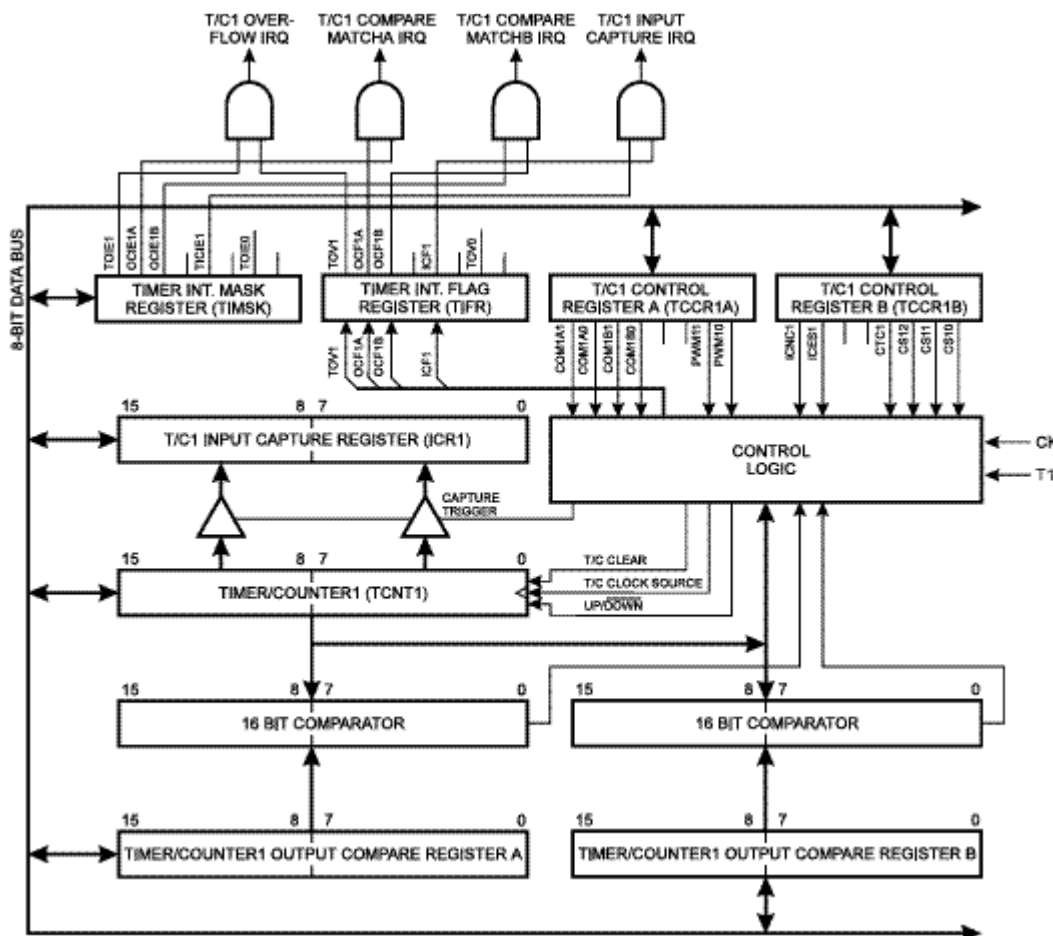 T/C1 OVER-
FLOW IRQ
T/C1 COMPARE
MATCHA IRQ
T/C1 COMPARE
MATCHB IRQ
T/C1 INPUT
CAPTURE IRQ
8-BIT DATA BUS
TOIE1
OCIE1A
OCIE1B
TICIE1
TOIE0
TOV1
OCF1A
OCF1B
ICF1
TOV0
TIMER INT. MASK
REGISTER (TIMSK)
TIMER INT. FLAG
REGISTER (TIFR)
T/C1 CONTROL
REGISTER A (TCCR1A)
T/C1 CONTROL
REGISTER B (TCCR1B)
TOV1
OCF1A
OCF1B
ICF1
COM1A1
COM1A0
COM1B1
COM1B0
PWM11
PWM10
ICNC1
ICES1
CTC1
CS12
CS11
CS10
15 8 7 0
T/C1 INPUT CAPTURE REGISTER (ICR1)
CONTROL
LOGIC
CK
T1
CAPTURE
TRIGGER
15 8 7 0
TIMER/COUNTER1 (TCNT1)
T/C CLEAR
T/C CLOCK SOURCE
UP/DOWN
15 8 7 0
16 BIT COMPARATOR
15 8 7 0
16 BIT COMPARATOR
15 8 7 0
TIMER/COUNTER1 OUTPUT COMPARE REGISTER A
15 8 7 0
TIMER/COUNTER1 OUTPUT COMPARE REGISTER B